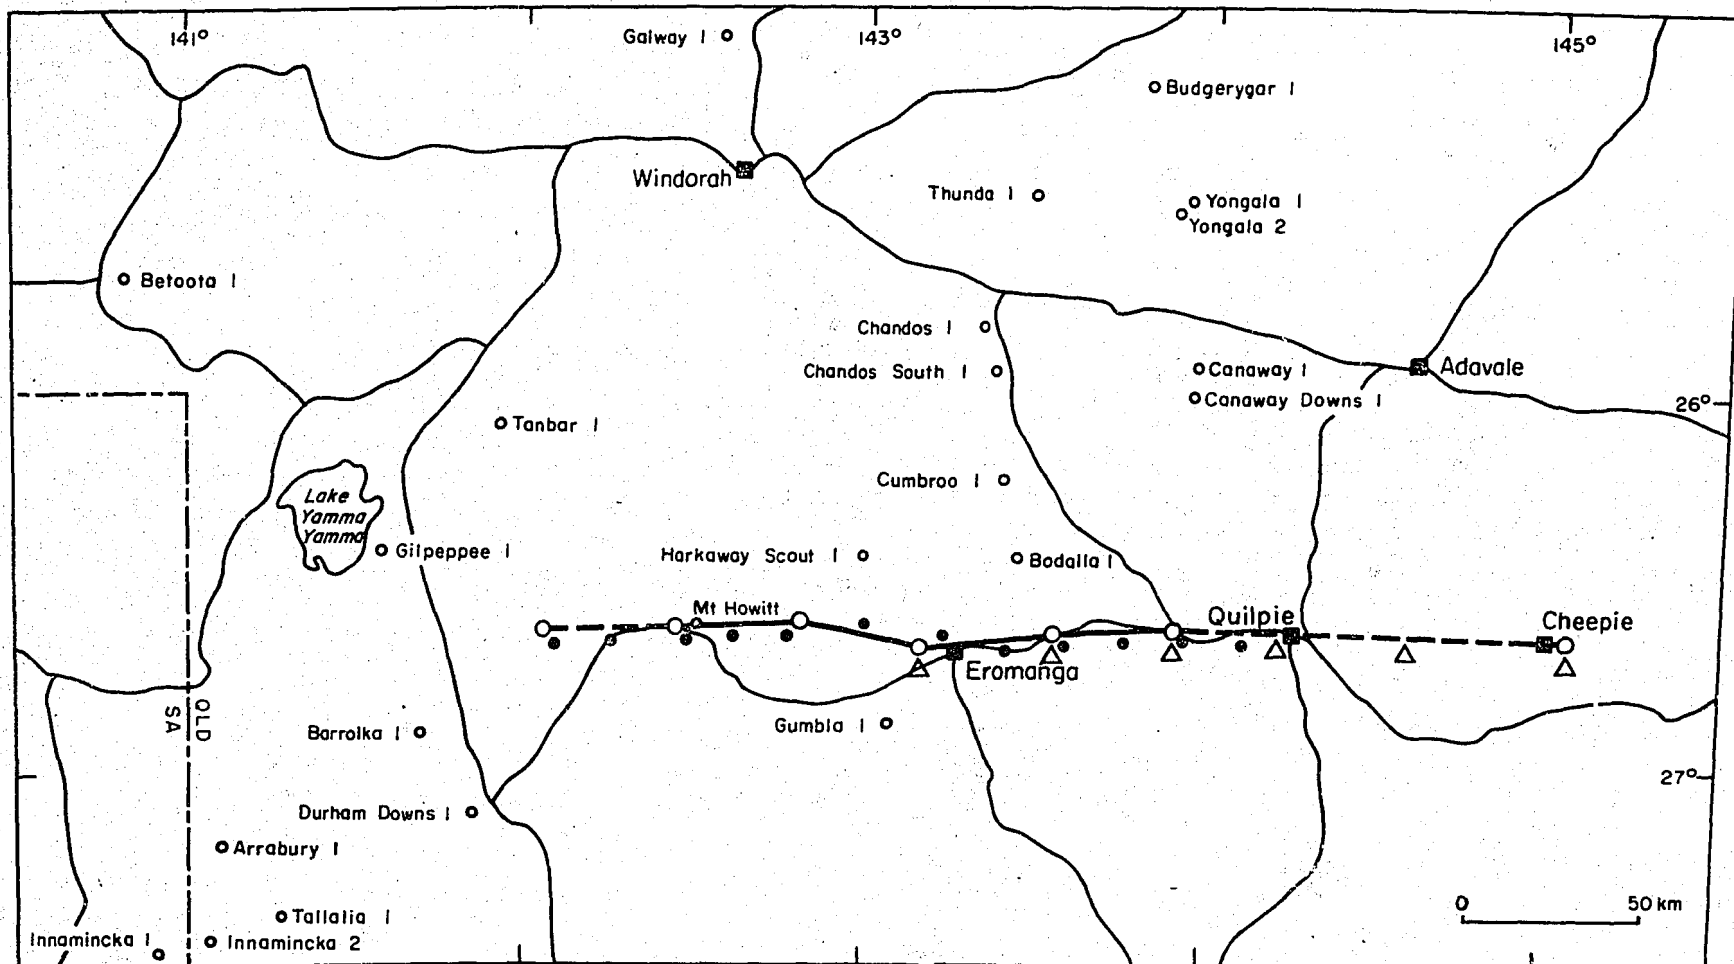 141°
143°
145°
Galway 1
Budgerygar 1
Windorah
Thunda 1
Yongala 1
Yongala 2
Betoota 1
Chandos 1
Chandos South 1
Canaway 1
Adavale
Canaway Downs 1
26°
Tanbar 1
Cumbroo 1
Lake
Yamma
Yamma
Gilpeppee 1
Harkaway Scout 1
Bodalla 1
Mt Howitt
Quilpie
Cheepie
Eromanga
QLD
SA
Barrolka 1
Gumbla 1
27°
Durham Downs 1
Arrabury 1
0 50 km
Tallalia 1
Innamincka 1
Innamincka 2